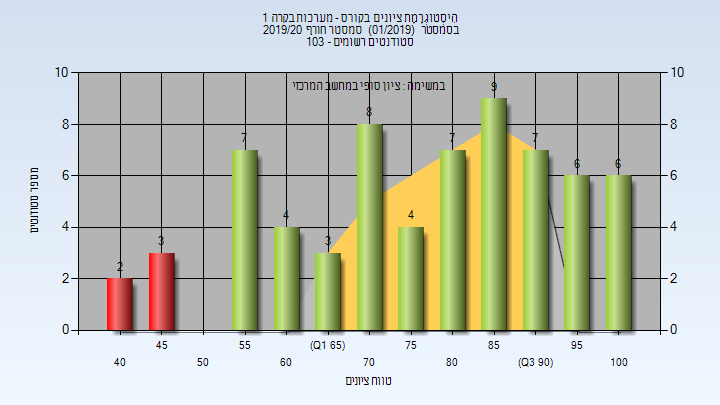 היסטוגרמת ציונים בקורס - מערכות בקרה 1
בסמסטר (01/2019) סמסטר חורף 2019/20
סטודנטים רשומים - 103
במשימה : ציון סופי במחשב המרכזי
10 10
8 8
6 6
4 4
2 2
0 0
2 3 7 4 3 8 4 7 9 7 6 6
מספר סטודנטים
45 55 (Q1 65) 75 85 95
40 50 60 70 80 (Q3 90) 100
טווח ציונים